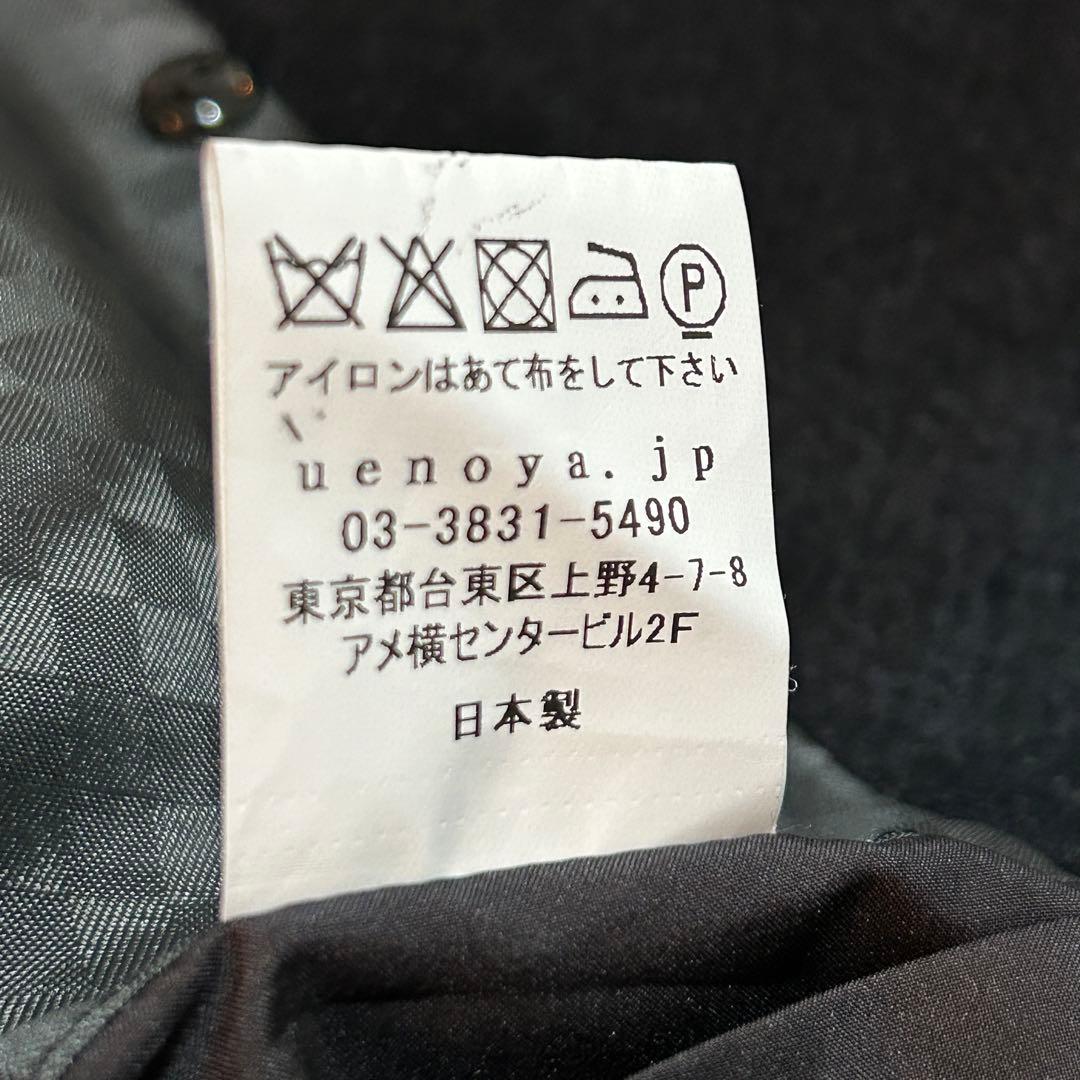 P
アイロンはあて布をして下さい
uenoya.jp
03-3831-5490
東京都台東区上野4-7-8
アメ横センタービル2F
日本製